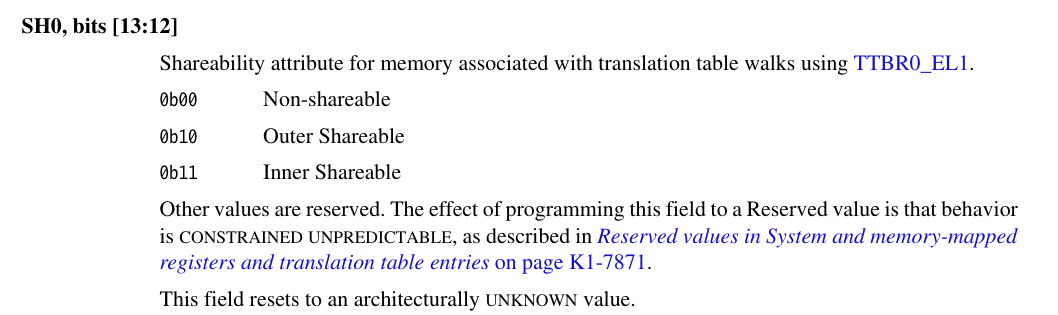 SH0, bits [13:12]
Shareability attribute for memory associated with translation table walks using TTBR0_EL1.
0b00 Non-shareable
0b10 Outer Shareable
0b11 Inner Shareable
Other values are reserved. The effect of programming this field to a Reserved value is that behavior
is CONSTRAINED UNPREDICTABLE, as described in Reserved values in System and memory-mapped
registers and translation table entries on page K1-7871.
This field resets to an architecturally UNKNOWN value.